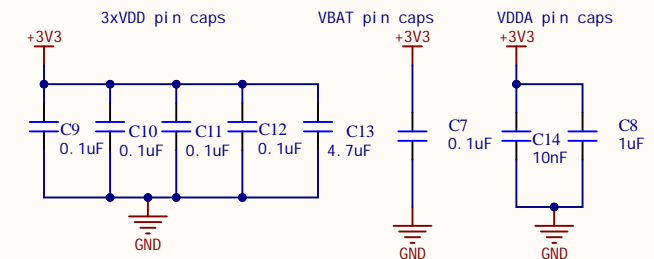 3xVDD pin caps
VBAT pin caps
VDDA pin caps
+3V3
+3V3
+3V3
C9
0.1uF
C10
0.1uF
C11
0.1uF
C12
0.1uF
C13
4.7uF
C7
0.1uF
C14
10nF
C8
1uF
GND
GND
GND